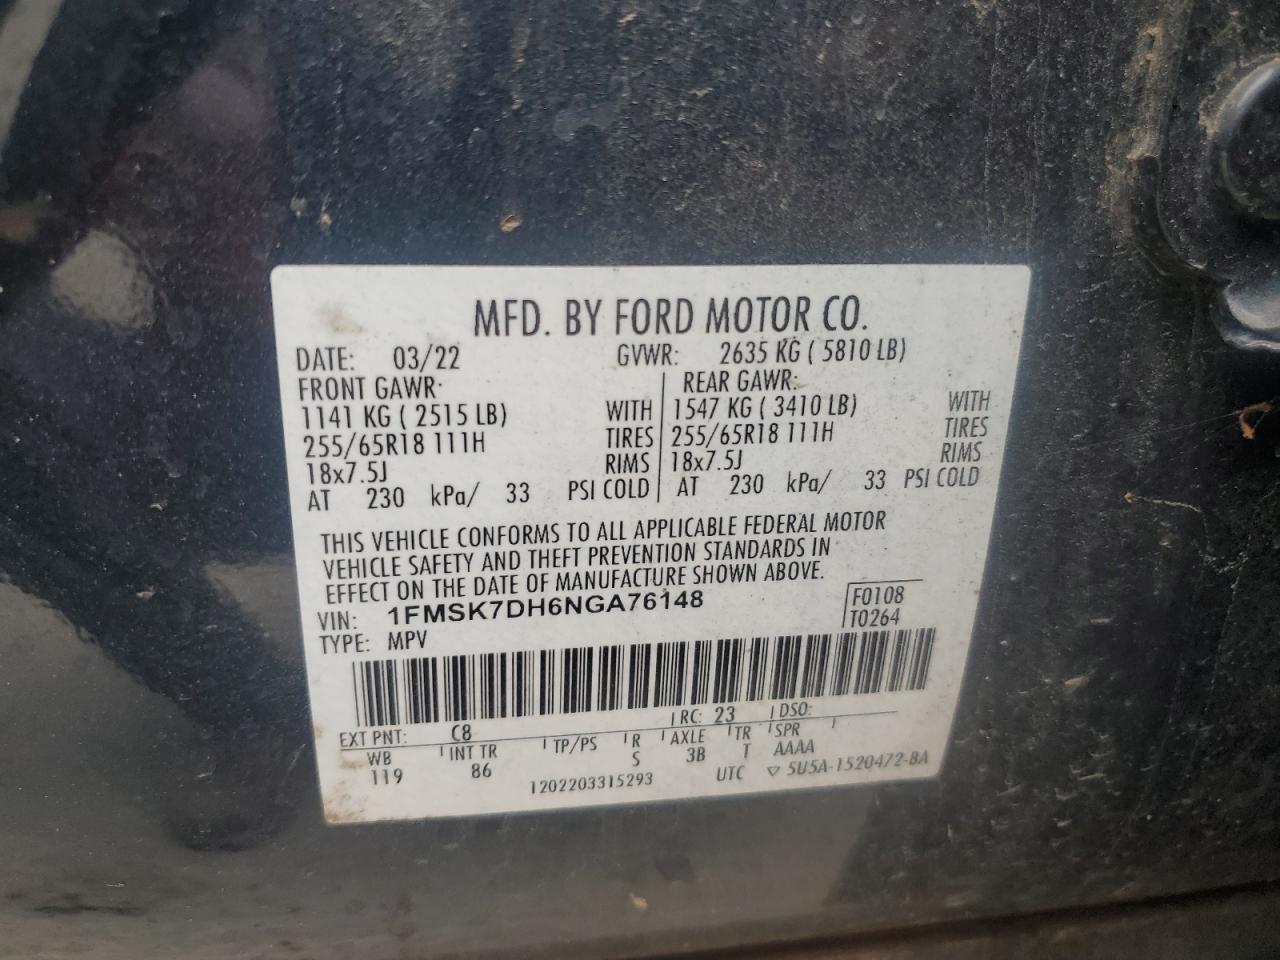 MFD. BY FORD MOTOR CO.
DATE: 03/22 GVWR: 2635 KG ( 5810 LB)
FRONT GAWR: REAR GAWR:
1141 KG ( 2515 LB) WITH 1547 KG ( 3410 LB) WITH
255/65R18 111H TIRES 255/65R18 111H TIRES
18x7.5J RIMS 18x7.5J RIMS
AT 230 kPa/ 33 PSI COLD AT 230 kPa/ 33 PSI COLD
THIS VEHICLE CONFORMS TO ALL APPLICABLE FEDERAL MOTOR
VEHICLE SAFETY AND THEFT PREVENTION STANDARDS IN
EFFECT ON THE DATE OF MANUFACTURE SHOWN ABOVE.
VIN: 1FMSK7DH6NGA76148 F0108
TYPE: MPV T0264
EXT PNT: C8 RC: 23 DSO:
WB INT TR TP/PS R AXLE TR SPR
119 86 S 3B T AAAA
1202203315293 UTC ▽ 5U5A-1520472-BA